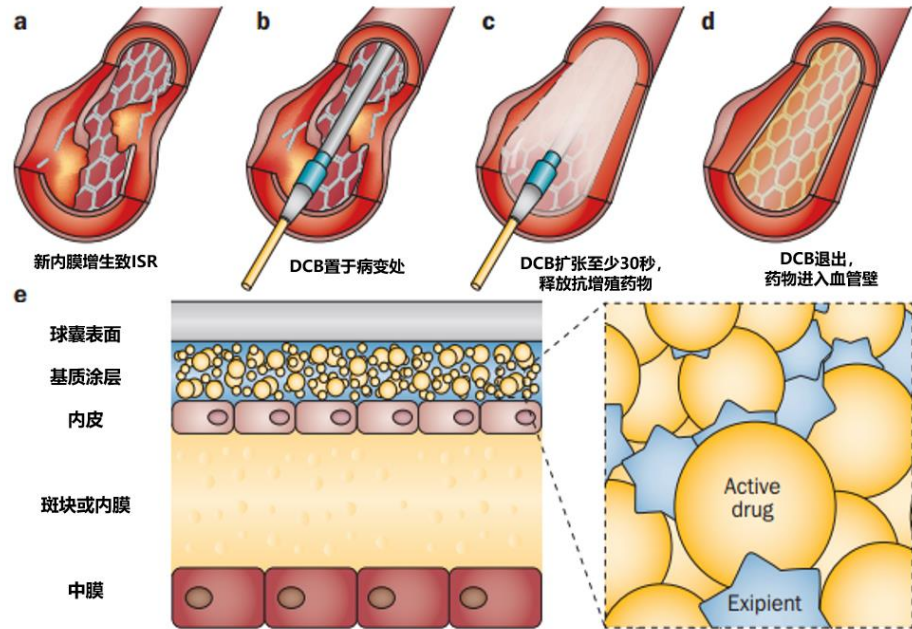 a
b
c
d
新内膜增生致ISR
DCB置于病变处
DCB扩张至少30秒，
释放抗增殖药物
DCB退出，
药物进入血管壁
e
球囊表面
基质涂层
内皮
斑块或内膜
中膜
Active
drug
Exipient